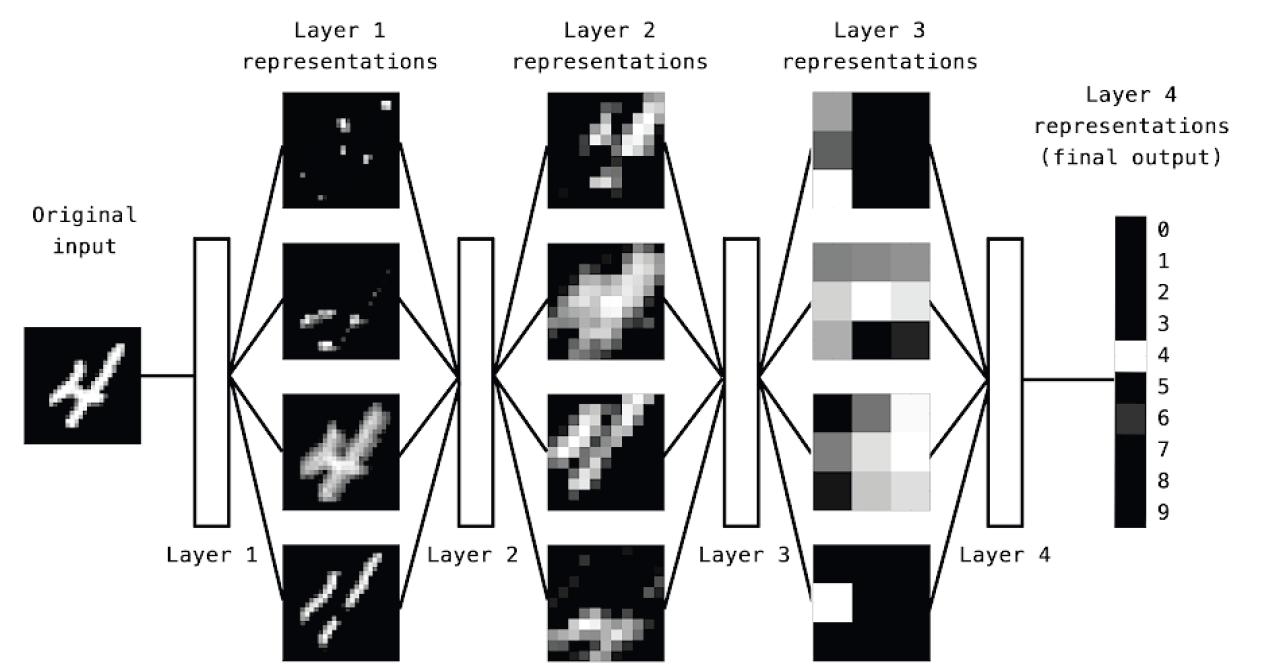 Layer 1
representations
Layer 2
representations
Layer 3
representations
Layer 4
representations
(final output)
Original
input
0
1
2
3
4
5
6
7
8
9
Layer 1
Layer 2
Layer 3
Layer 4